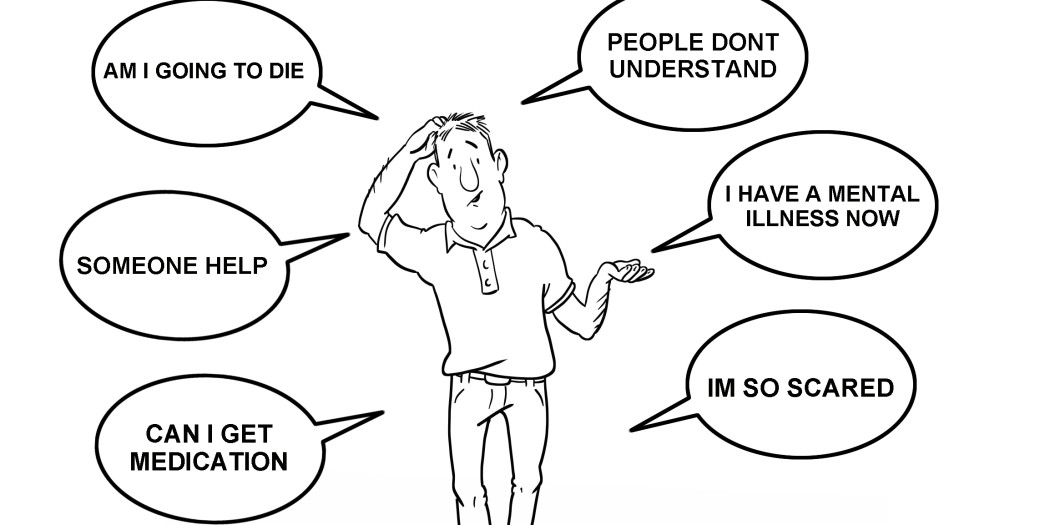 AM I GOING TO DIE
PEOPLE DONT
UNDERSTAND
I HAVE A MENTAL
ILLNESS NOW
SOMEONE HELP
IM SO SCARED
CAN I GET
MEDICATION